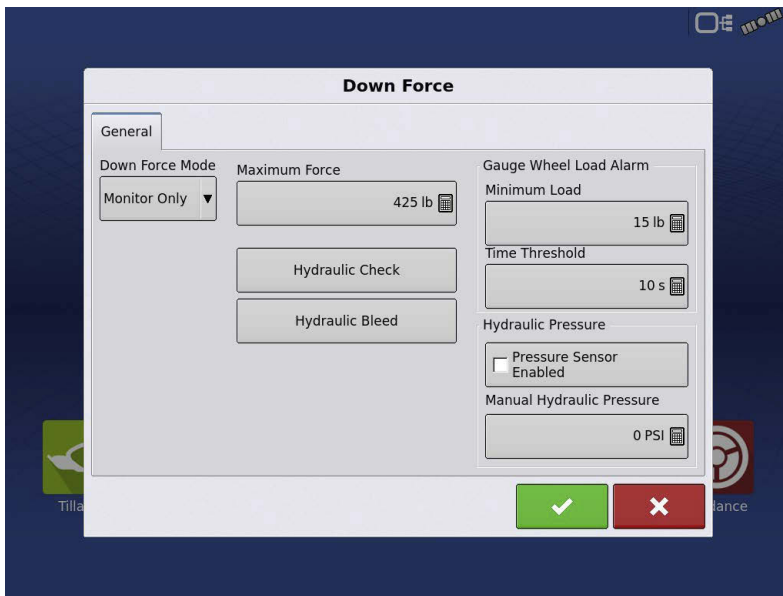 Down Force
General
Down Force Mode
Monitor Only
Maximum Force
425 lb
Hydraulic Check
Hydraulic Bleed
Gauge Wheel Load Alarm
Minimum Load
15 lb
Time Threshold
10 s
Hydraulic Pressure
Pressure Sensor
Enabled
Manual Hydraulic Pressure
0 PSI
Tilla
dance